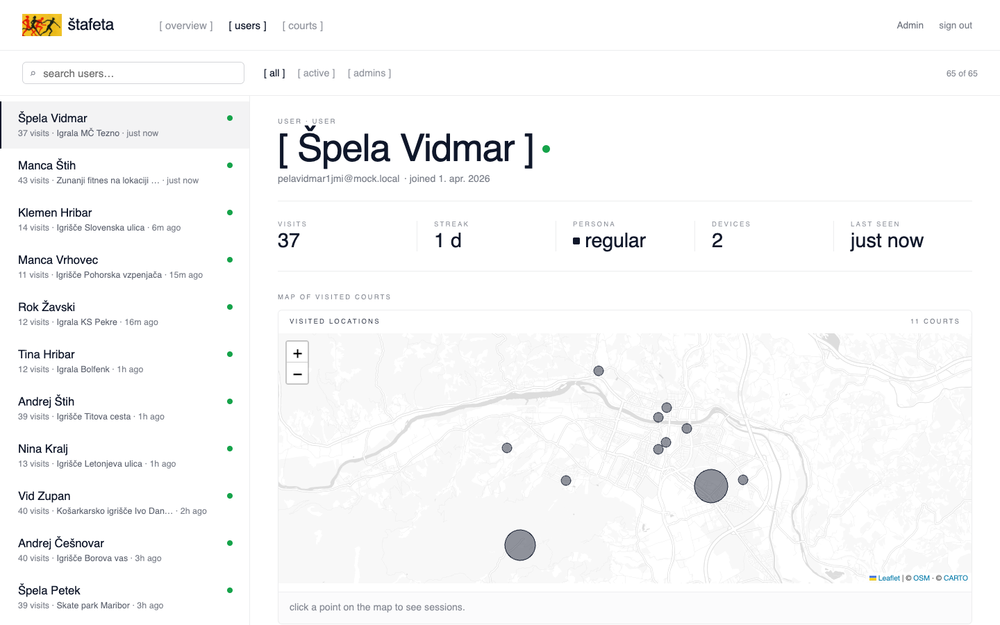 štafeta
[ overview ] [ users ] [ courts ]
Admin sign out
search users...
[ all ] [ active ] [ admins ]
65 of 65
Špela Vidmar
37 visits · Igrala MČ Tezno · just now
Manca Štih
43 visits · Zunanji fitnes na lokaciji ... · just now
Klemen Hribar
14 visits · Igrišče Slovenska ulica · 6m ago
Manca Vrhovec
11 visits · Igrišče Pohorska vzpenjača · 15m ago
Rok Žavski
12 visits · Igrala KS Pekre · 16m ago
Tina Hribar
12 visits · Igrala Bolfenk · 1h ago
Andrej Štih
39 visits · Igrišče Titova cesta · 1h ago
Nina Kralj
13 visits · Igrišče Letonjeva ulica · 1h ago
Vid Zupan
40 visits · Košarkarsko igrišče Ivo Dan... · 2h ago
Andrej Češnovar
40 visits · Igrišče Borova vas · 3h ago
Špela Petek
39 visits · Skate park Maribor · 3h ago
USER · USER
[ Špela Vidmar ]
pelavidmar1jmi@mock.local · joined 1. apr. 2026
VISITS
37
STREAK
1 d
PERSONA
regular
DEVICES
2
LAST SEEN
just now
MAP OF VISITED COURTS
VISITED LOCATIONS
11 COURTS
+
−
Leaflet | © OSM · © CARTO
click a point on the map to see sessions.